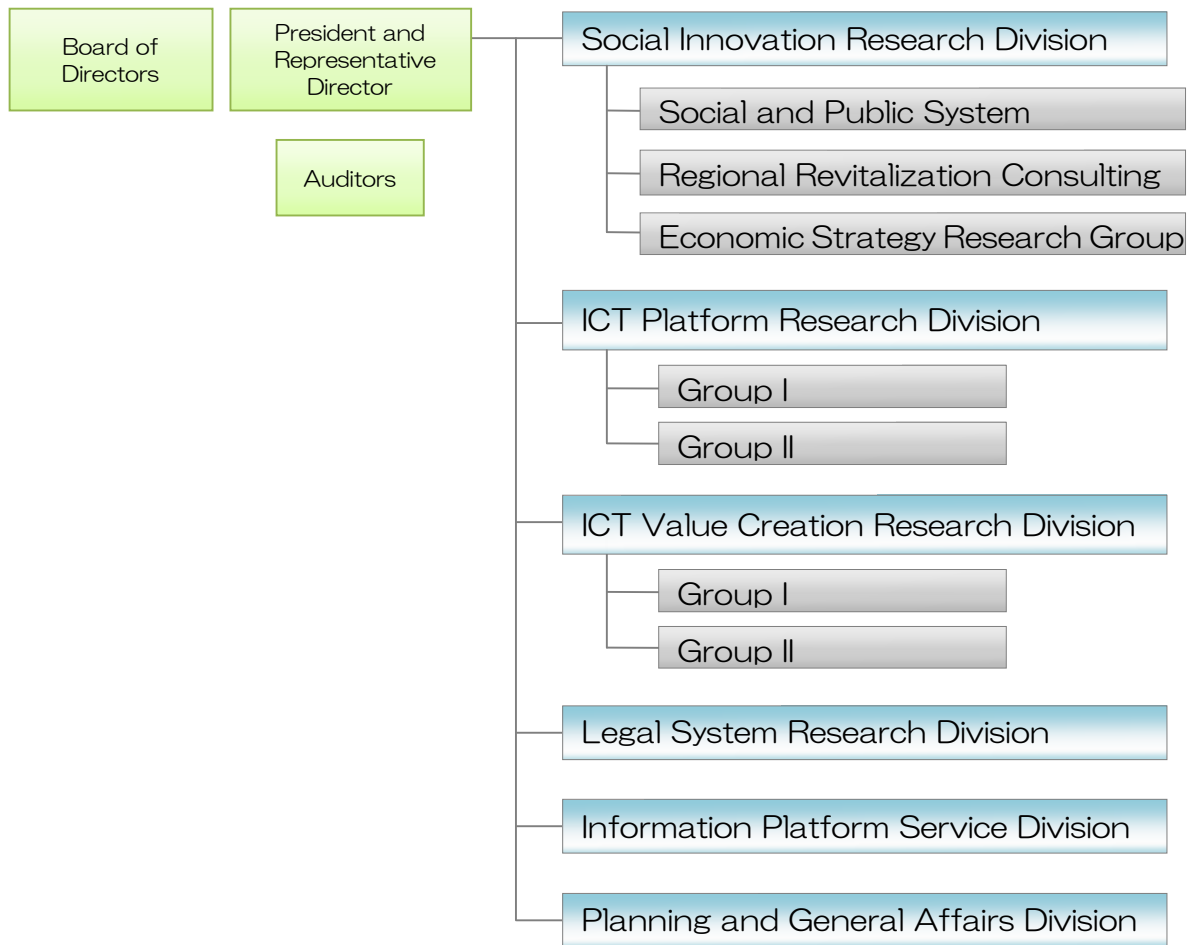 Board of
Directors
President and
Representative
Director
Auditors
Social Innovation Research Division
Social and Public System
Regional Revitalization Consulting
Economic Strategy Research Group
ICT Platform Research Division
Group Ⅰ
Group Ⅱ
ICT Value Creation Research Division
Group Ⅰ
Group Ⅱ
Legal System Research Division
Information Platform Service Division
Planning and General Affairs Division